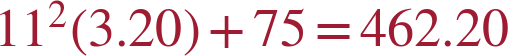 11²(3.20) + 75 = 462.20